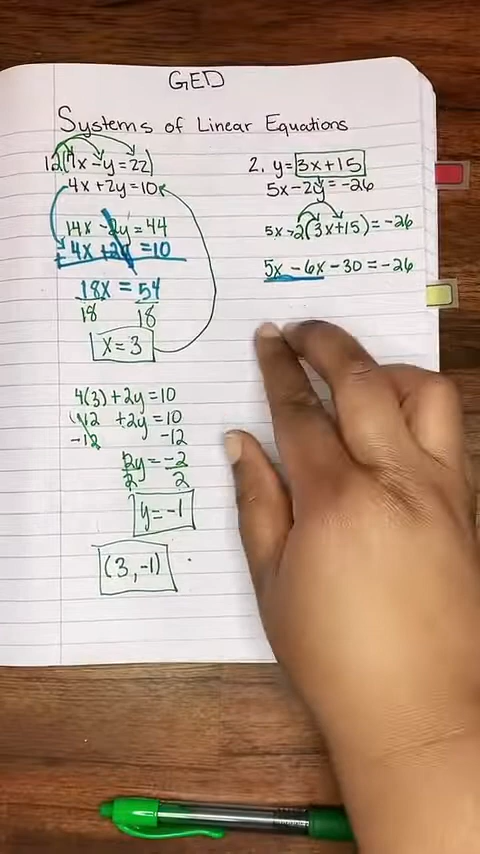 GED
Systems of Linear Equations
12(7x - y = 22)
4x + 2y = 10
14x - 2y = 44
+ 4x + 2y = 10
18x = 54
18 18
x = 3
4(3) + 2y = 10
12 + 2y = 10
-12 -12
2y = -2
2 2
y = -1
(3, -1)
2. y = 3x + 15
5x - 2y = -26
5x - 2(3x + 15) = -26
5x - 6x - 30 = -26